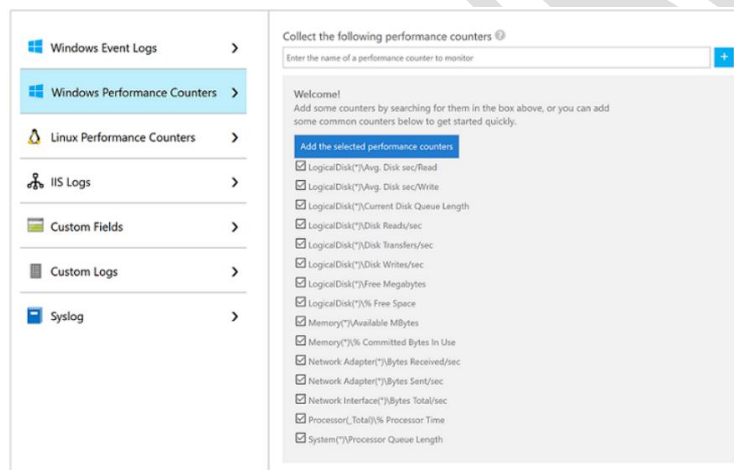 Windows Event Logs
Windows Performance Counters
Linux Performance Counters
IIS Logs
Custom Fields
Custom Logs
Syslog
Collect the following performance counters
Enter the name of a performance counter to monitor
Welcome!
Add some counters by searching for them in the box above, or you can add
some common counters below to get started quickly.
Add the selected performance counters
LogicalDisk(*)\Avg. Disk sec/Read
LogicalDisk(*)\Avg. Disk sec/Write
LogicalDisk(*)\Current Disk Queue Length
LogicalDisk(*)\Disk Reads/sec
LogicalDisk(*)\Disk Transfers/sec
LogicalDisk(*)\Disk Writes/sec
LogicalDisk(*)\Free Megabytes
LogicalDisk(*)\% Free Space
Memory(*)\Available MBytes
Memory(*)\% Committed Bytes In Use
Network Adapter(*)\Bytes Received/sec
Network Adapter(*)\Bytes Sent/sec
Network Interface(*)\Bytes Total/sec
Processor(_Total)\% Processor Time
System(*)\Processor Queue Length